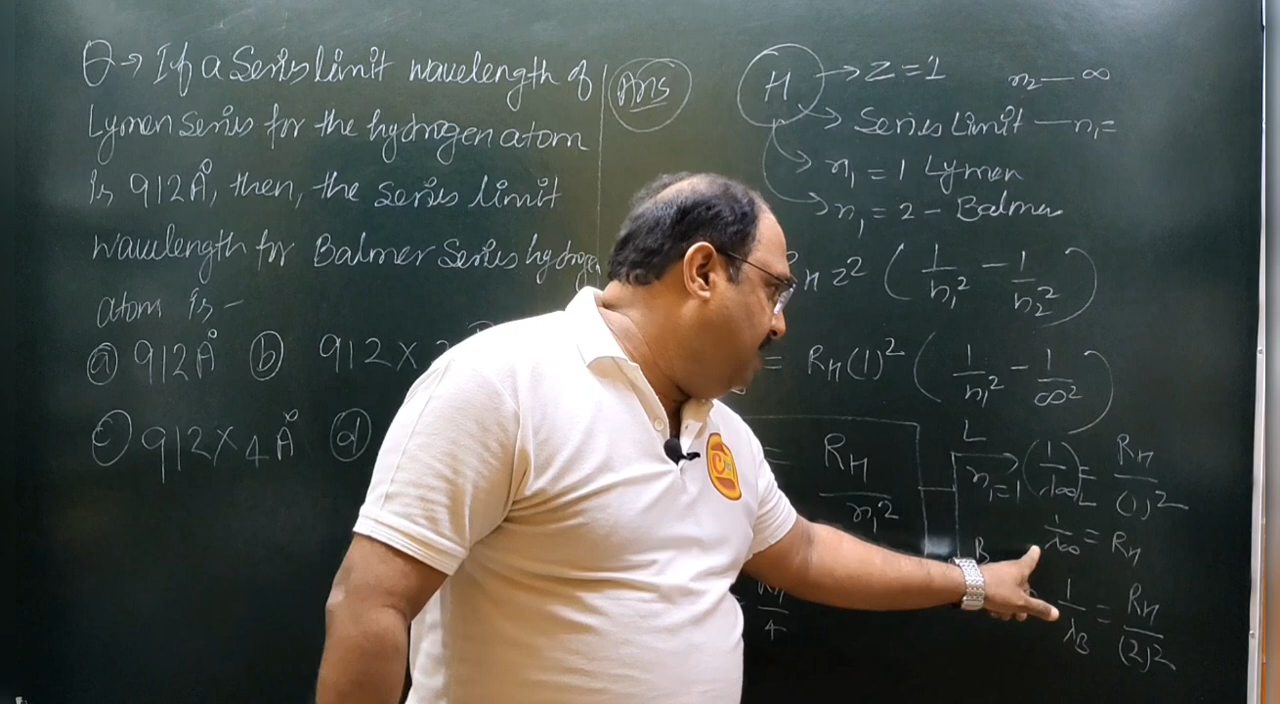 Q→ If a Series limit wavelength of
Lymen Series for the hydrogen atom
is 912Å, then, the series limit
wavelength for Balmer Series hydrogen
atom is -
ⓐ 912Å ⓑ 912×
ⓒ 912×4Å ⓓ
Ans
H → Z=1 n₂—∞
→ Series Limit — n₁=
→ n₁ = 1 Lymen
→ n₁ = 2 - Balmer
H Z² (1/n₁² - 1/n₂²)
= R_H(1)² (1/n₁² - 1/∞²)
= R_H/n₁²
L
n₁=1 (1/λ∞)_L = R_H/(1)²
1/λ∞ = R_H
B
1/λ_B = R_H/(2)²
R_H/4